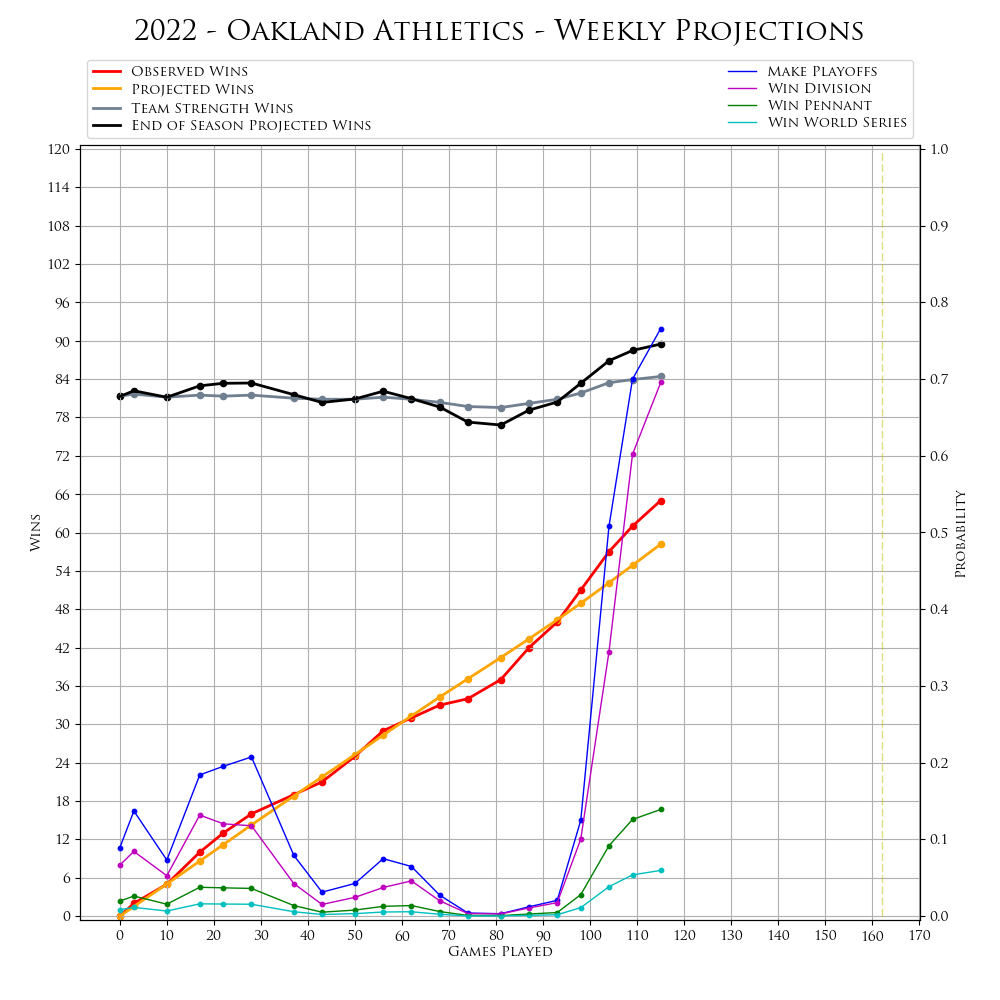 2022 - Oakland Athletics - Weekly Projections
Observed Wins
Projected Wins
Team Strength Wins
End of Season Projected Wins
Make Playoffs
Win Division
Win Pennant
Win World Series
120
114
108
102
96
90
84
78
72
66
60
54
48
42
36
30
24
18
12
6
0
Wins
1.0
0.9
0.8
0.7
0.6
0.5
0.4
0.3
0.2
0.1
0.0
Probability
0 10 20 30 40 50 60 70 80 90 100 110 120 130 140 150 160 170
Games Played